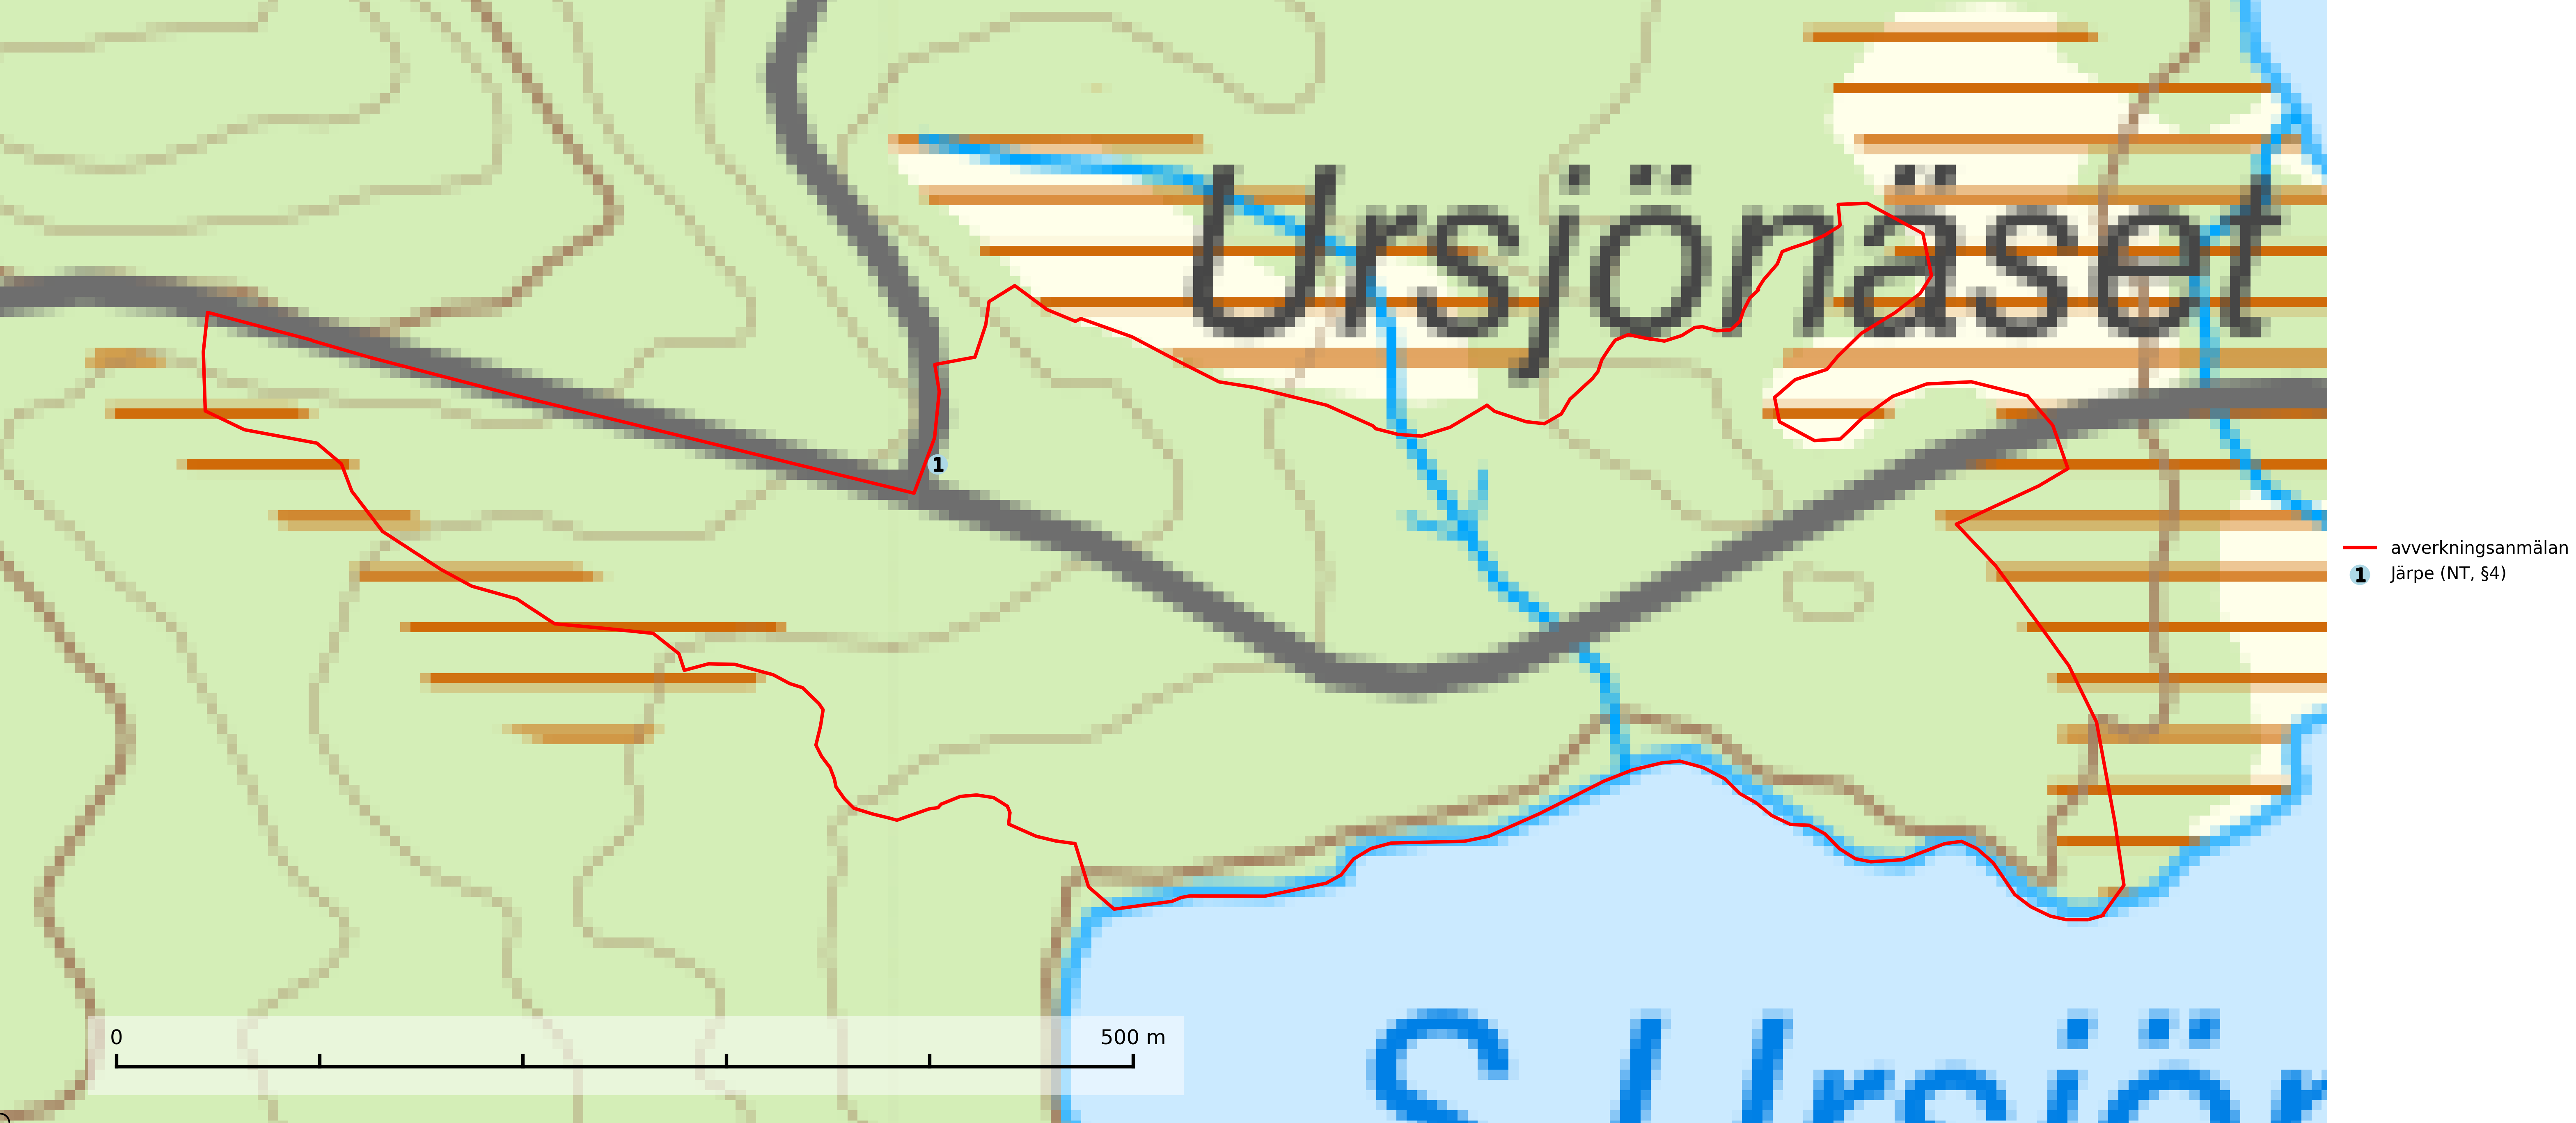 Ursjönäset
1
avverkningsanmälan
1 Järpe (NT, §4)
0 500 m